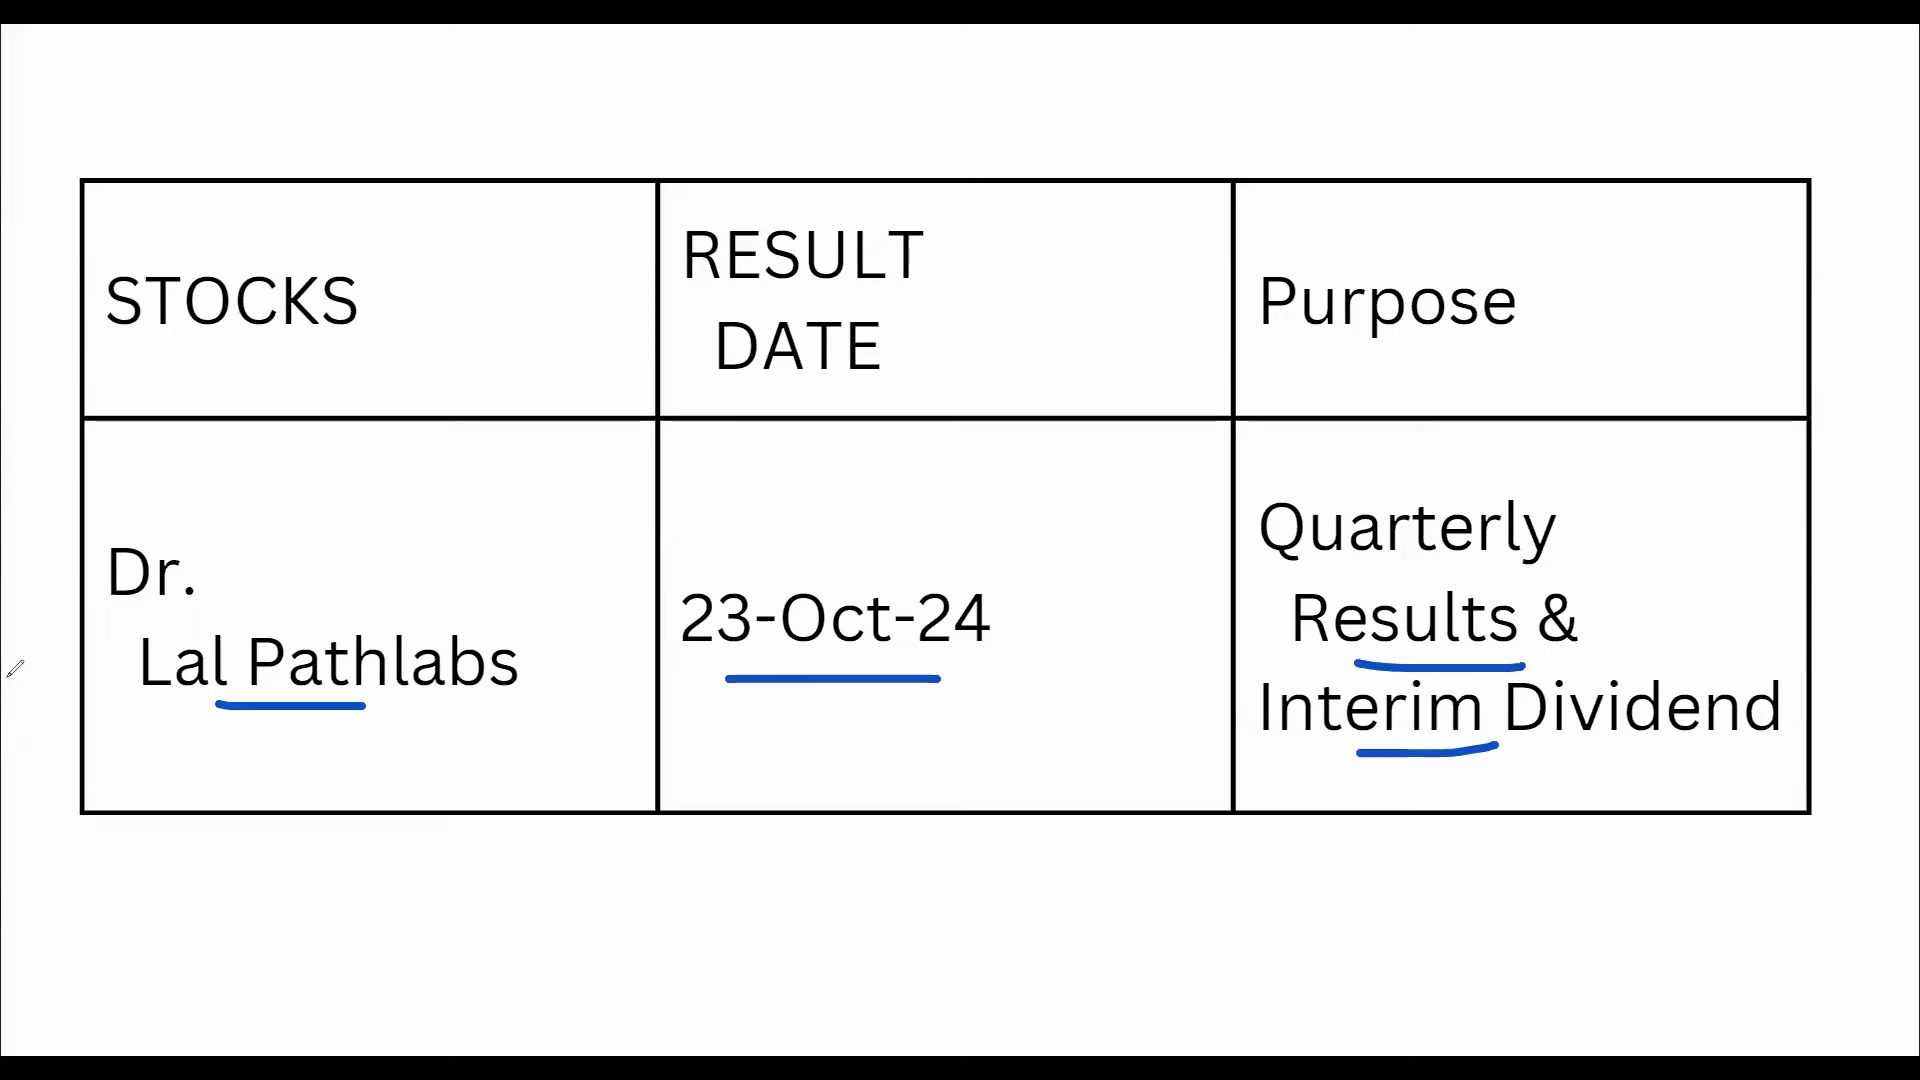 STOCKS
RESULT
DATE
Purpose
Dr.
Lal Pathlabs
23-Oct-24
Quarterly
Results &
Interim Dividend